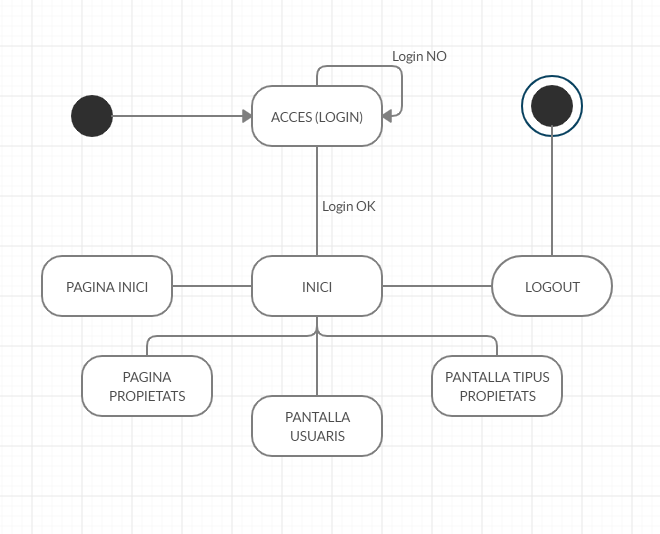 Login NO
ACCES (LOGIN)
Login OK
PAGINA INICI
INICI
LOGOUT
PAGINA
PROPIETATS
PANTALLA
USUARIS
PANTALLA TIPUS
PROPIETATS